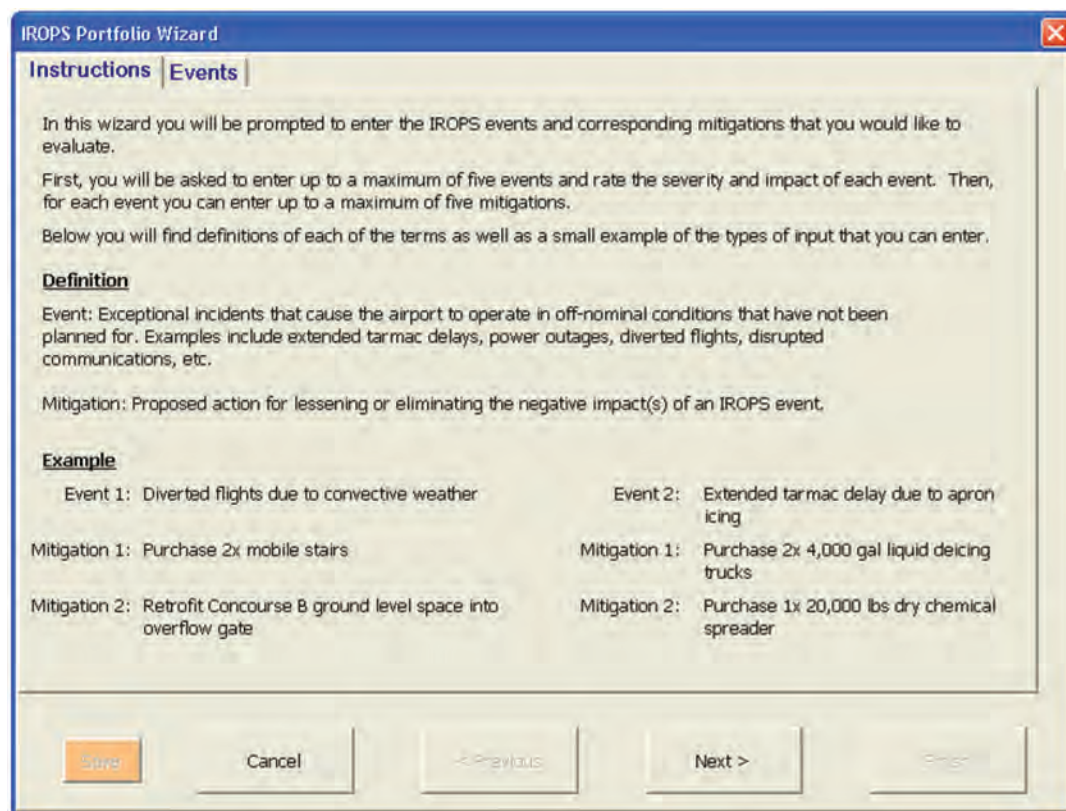 IROPS Portfolio Wizard
Instructions Events
In this wizard you will be prompted to enter the IROPS events and corresponding mitigations that you would like to
evaluate.
First, you will be asked to enter up to a maximum of five events and rate the severity and impact of each event. Then,
for each event you can enter up to a maximum of five mitigations.
Below you will find definitions of each of the terms as well as a small example of the types of input that you can enter.
Definition
Event: Exceptional incidents that cause the airport to operate in off-nominal conditions that have not been
planned for. Examples include extended tarmac delays, power outages, diverted flights, disrupted
communications, etc.
Mitigation: Proposed action for lessening or eliminating the negative impact(s) of an IROPS event.
Example
Event 1: Diverted flights due to convective weather
Event 2: Extended tarmac delay due to apron
icing
Mitigation 1: Purchase 2x mobile stairs
Mitigation 1: Purchase 2x 4,000 gal liquid deicing
trucks
Mitigation 2: Retrofit Concourse B ground level space into
overflow gate
Mitigation 2: Purchase 1x 20,000 lbs dry chemical
spreader
Save Cancel < Previous Next > Finish